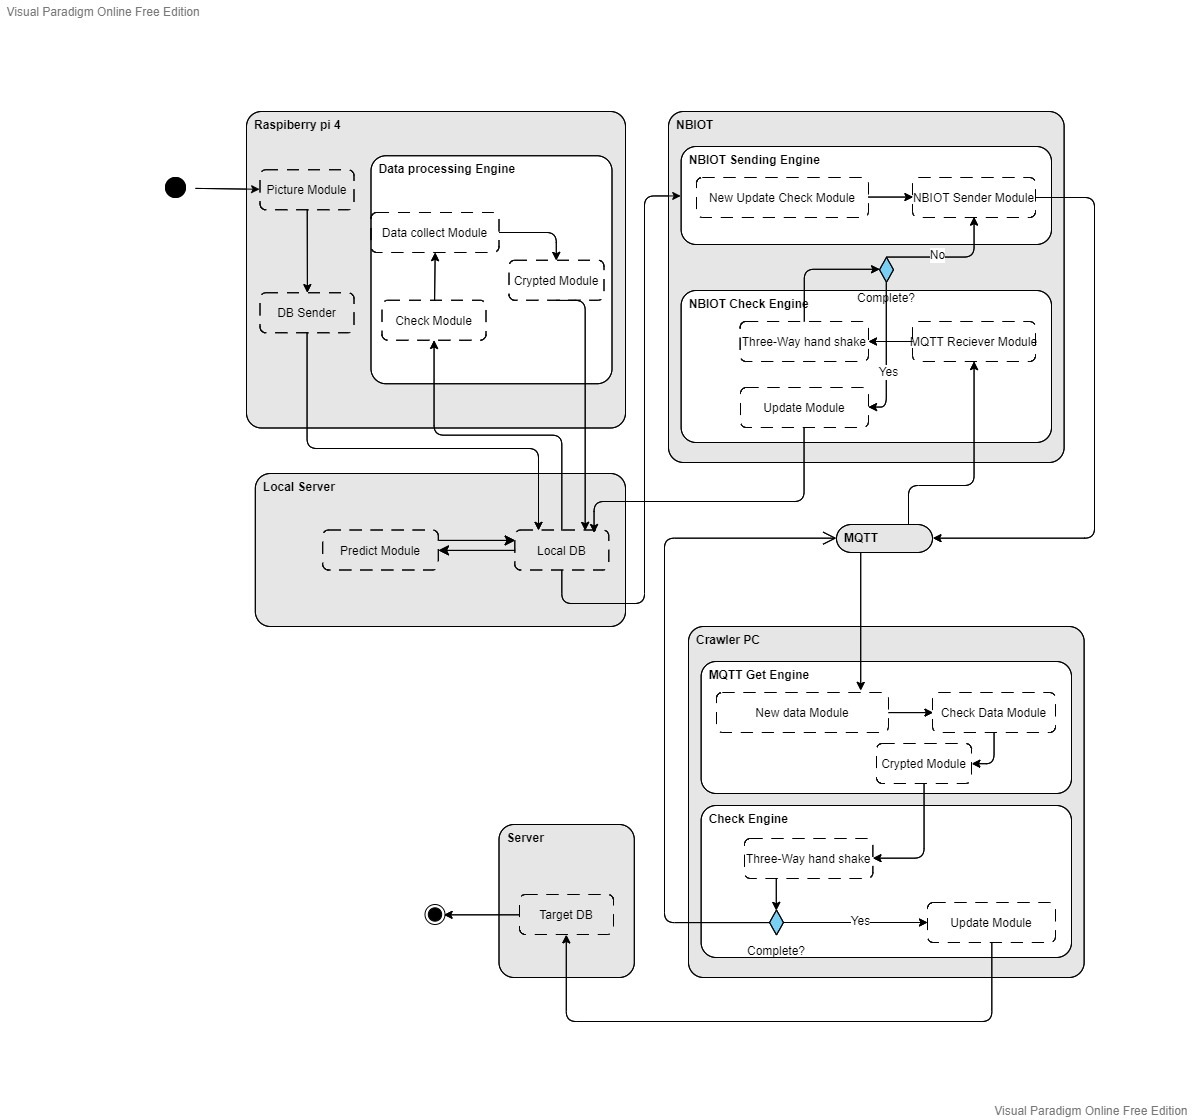 Visual Paradigm Online Free Edition
Raspiberry pi 4
Picture Module
DB Sender
Data processing Engine
Data collect Module
Crypted Module
Check Module
NBIOT
NBIOT Sending Engine
New Update Check Module
NBIOT Sender Module
No
Complete?
NBIOT Check Engine
Three-Way hand shake
MQTT Reciever Module
Yes
Update Module
Local Server
Predict Module
Local DB
MQTT
Crawler PC
MQTT Get Engine
New data Module
Check Data Module
Crypted Module
Check Engine
Three-Way hand shake
Yes
Update Module
Complete?
Server
Target DB
Visual Paradigm Online Free Edition